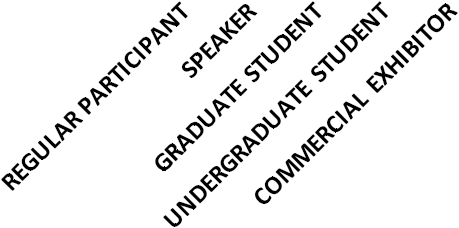 REGULAR PARTICIPANT
SPEAKER
GRADUATE STUDENT
UNDERGRADUATE STUDENT
COMMERCIAL EXHIBITOR